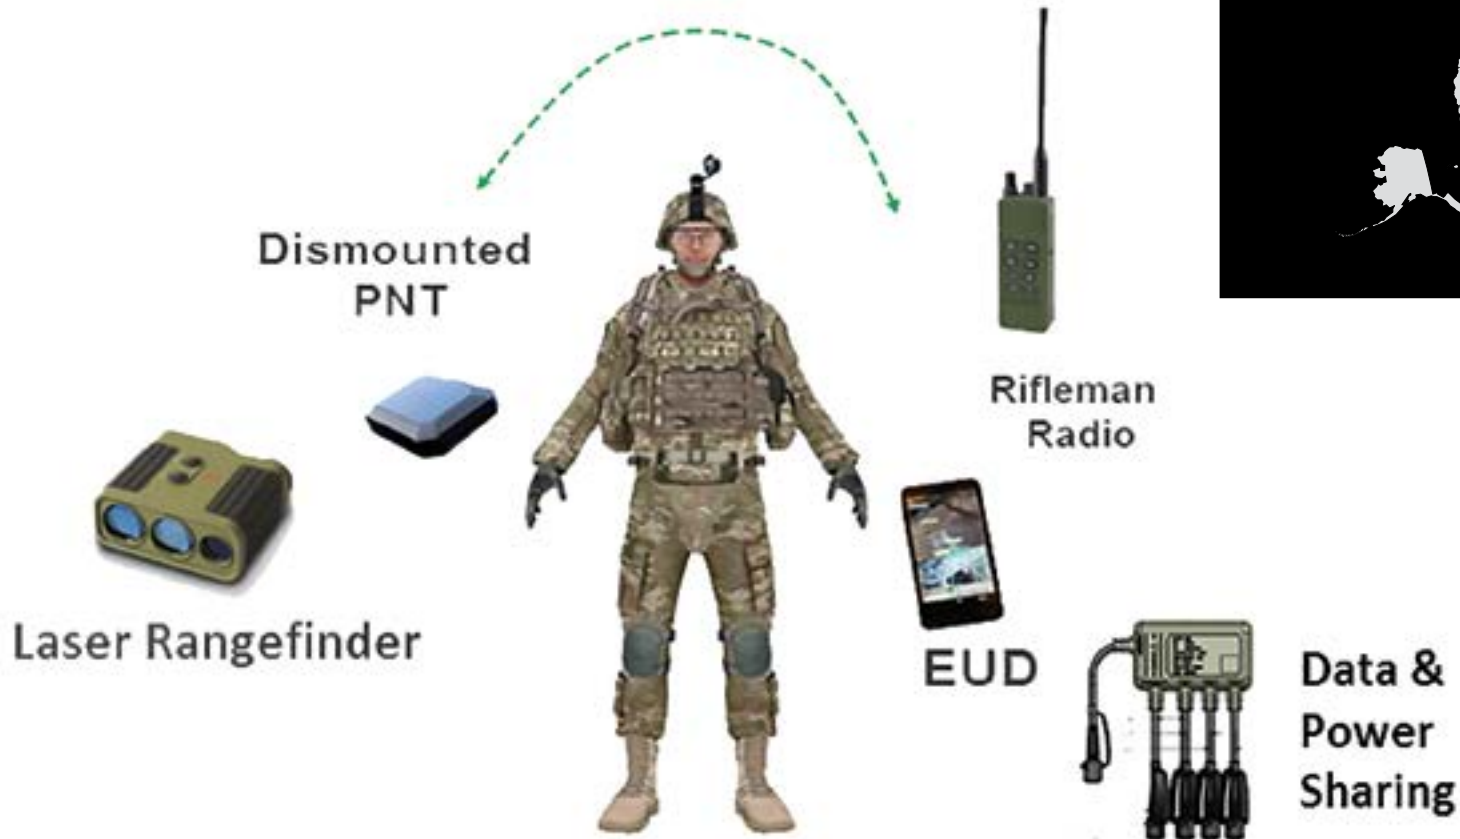 Dismounted
PNT
Rifleman
Radio
Laser Rangefinder
EUD
Data &
Power
Sharing